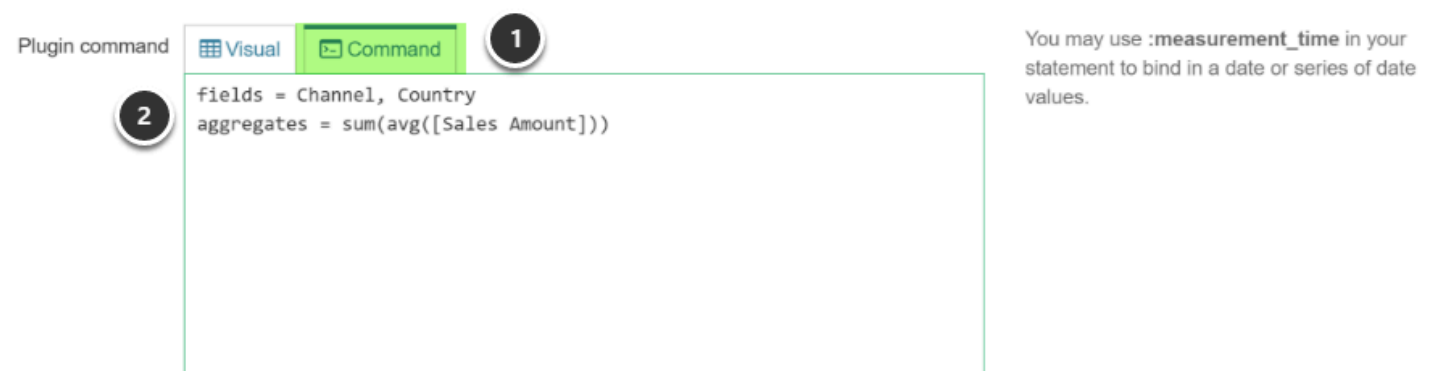 Plugin command
Visual
Command
1
You may use :measurement_time in your
statement to bind in a date or series of date
values.
2
fields = Channel, Country
aggregates = sum(avg([Sales Amount]))